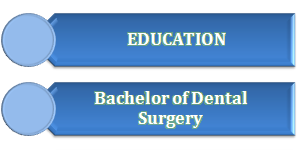 EDUCATION
Bachelor of Dental
Surgery